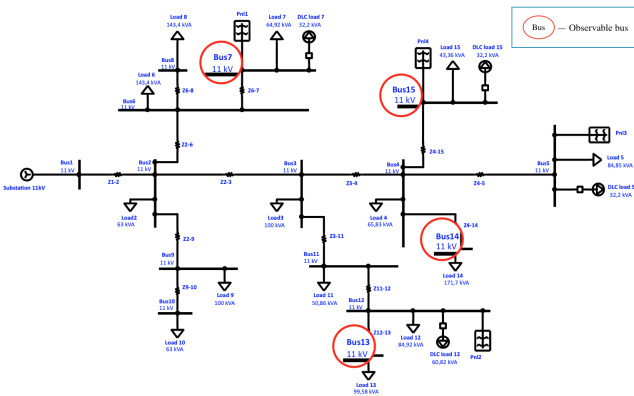 Load 8
143,4 kVA
Pnl1
Load 7
64,92 kVA
DLC load 7
32,2 kVA
Bus — Observable bus
Bus8
11 kV
Bus7
11 kV
Load 6
143,4 kVA
Z6-8
Z6-7
Bus6
11 kV
Pnl4
Load 15
43,36 kVA
DLC load 15
32,2 kVA
Bus15
11 kV
Z2-6
Z4-15
Pnl3
Load 5
84,85 kVA
DLC load 5
32,2 kVA
Substation 11kV
Bus1
11 kV
Z1-2
Bus2
11 kV
Z2-3
Bus3
11 kV
Z3-4
Bus4
11 kV
Z4-5
Bus5
11 kV
Load2
63 kVA
Load3
100 kVA
Load 4
65,83 kVA
Z4-14
Bus14
11 kV
Load 14
171,7 kVA
Z2-9
Z3-11
Bus9
11 kV
Bus11
11 kV
Z9-10
Load 9
100 kVA
Load 11
50,86 kVA
Z11-12
Bus10
11 kV
Load 10
63 kVA
Bus12
11 kV
Z12-13
Bus13
11 kV
Load 13
99,58 kVA
Load 12
84,92 kVA
DLC load 12
60,82 kVA
Pnl2